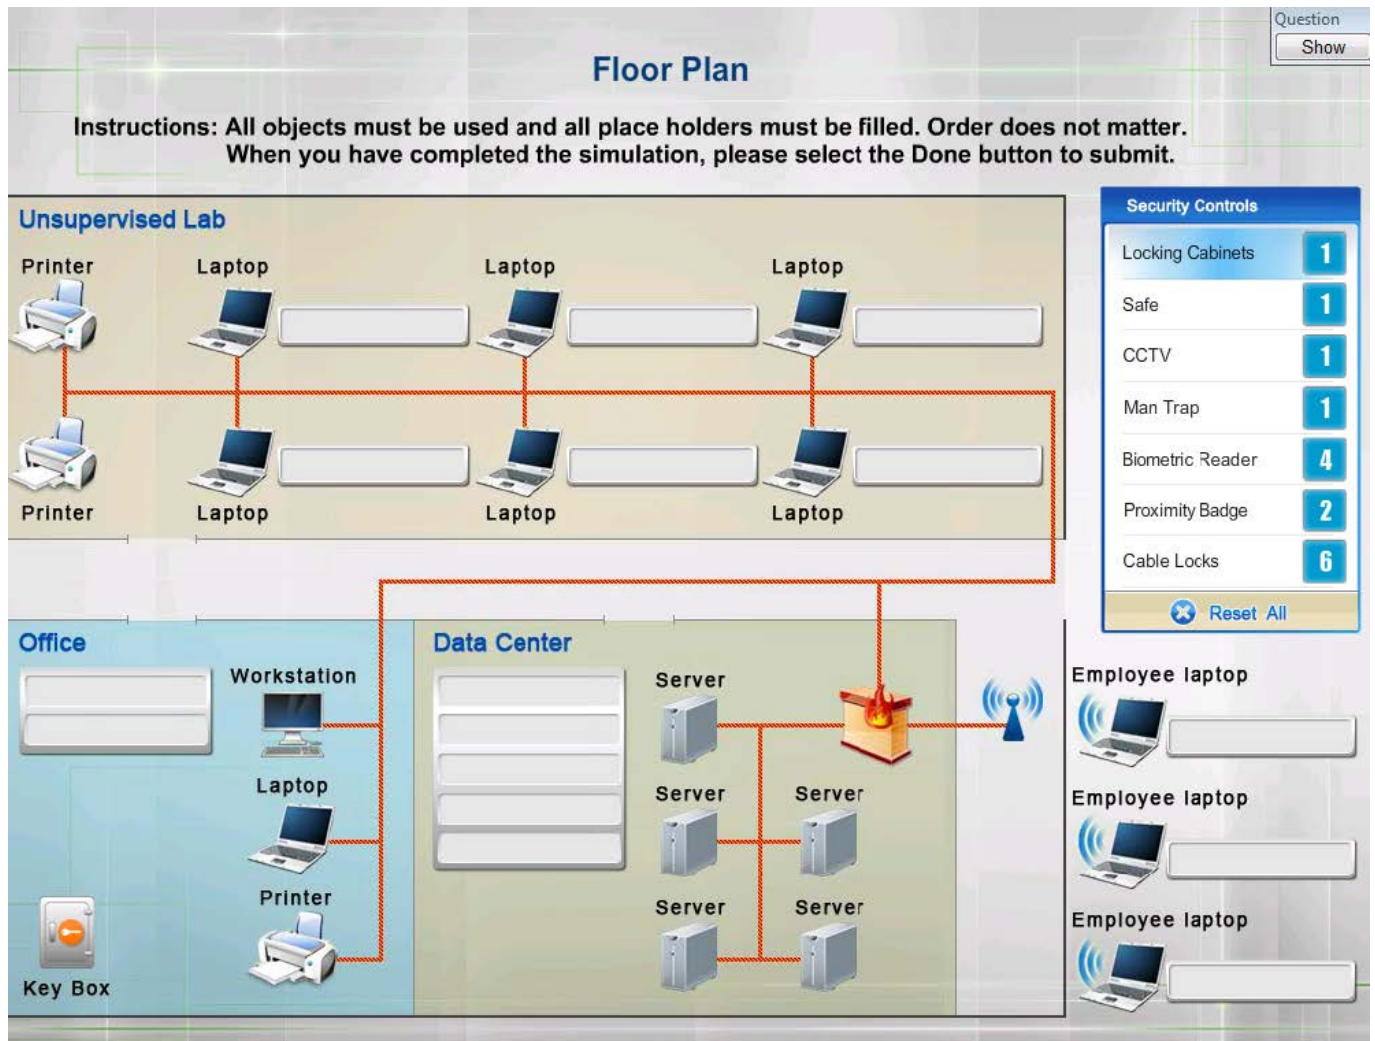 Question
Show
Floor Plan
Instructions: All objects must be used and all place holders must be filled. Order does not matter.
When you have completed the simulation, please select the Done button to submit.
Unsupervised Lab
Printer
Laptop
Laptop
Laptop
Printer
Laptop
Laptop
Laptop
Security Controls
Locking Cabinets 1
Safe 1
CCTV 1
Man Trap 1
Biometric Reader 4
Proximity Badge 2
Cable Locks 6
Reset All
Office
Workstation
Laptop
Printer
Key Box
Data Center
Server
Server
Server
Server
Server
Employee laptop
Employee laptop
Employee laptop